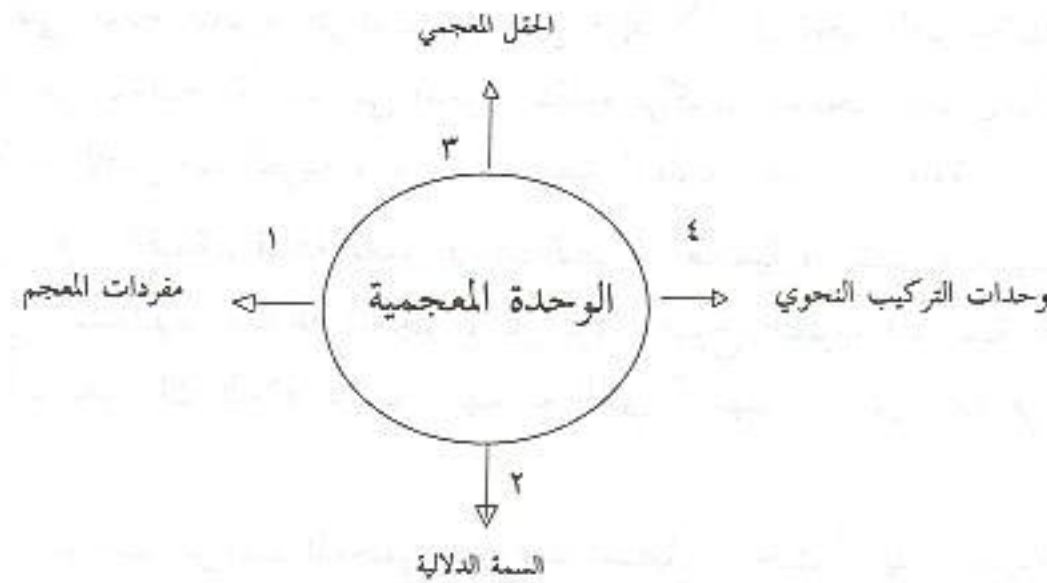 الحقل المعجمي
٣
٤
١
وحدات التركيب النحوي
الوحدة المعجمية
مفردات المعجم
٢
السمة الدلالية